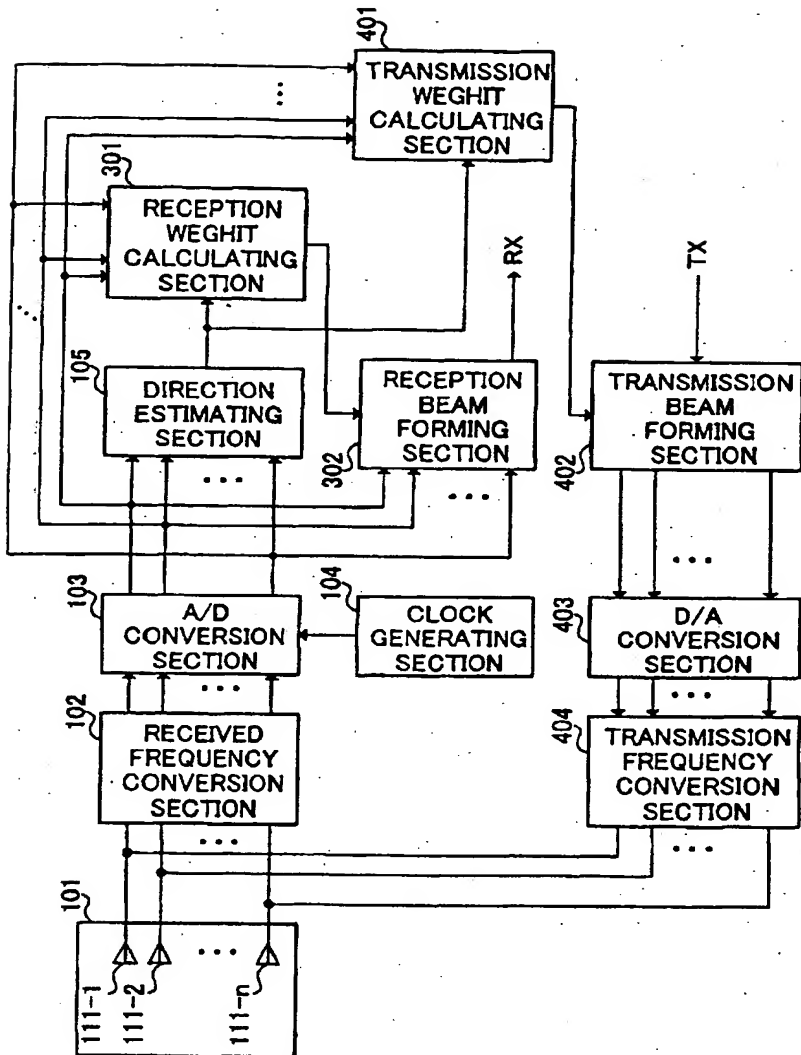 101
111-1
111-2
111-n
102
RECEIVED
FREQUENCY
CONVERSION
SECTION
103
A/D
CONVERSION
SECTION
104
CLOCK
GENERATING
SECTION
105
DIRECTION
ESTIMATING
SECTION
301
RECEPTION
WEGHIT
CALCULATING
SECTION
302
RECEPTION
BEAM
FORMING
SECTION
RX
401
TRANSMISSION
WEGHIT
CALCULATING
SECTION
TX
402
TRANSMISSION
BEAM
FORMING
SECTION
403
D/A
CONVERSION
SECTION
404
TRANSMISSION
FREQUENCY
CONVERSION
SECTION